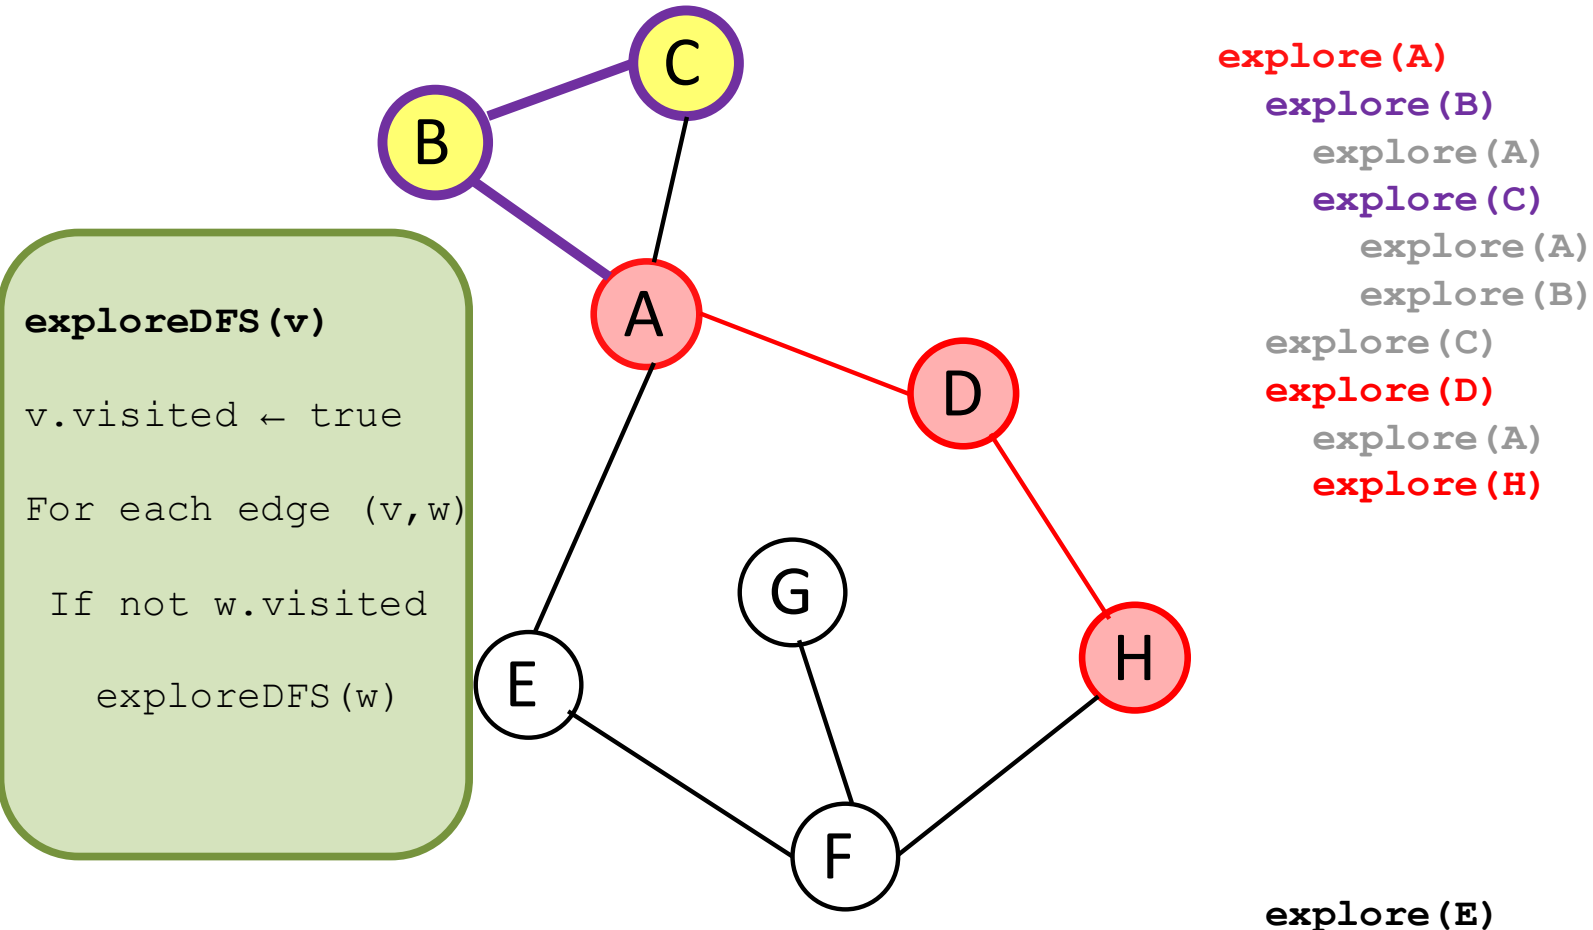 C
B
A
D
G
E
H
F
exploreDFS(v)
v.visited ← true
For each edge (v,w)
If not w.visited
exploreDFS(w)
explore(A)
explore(B)
explore(A)
explore(C)
explore(A)
explore(B)
explore(C)
explore(D)
explore(A)
explore(H)
explore(E)